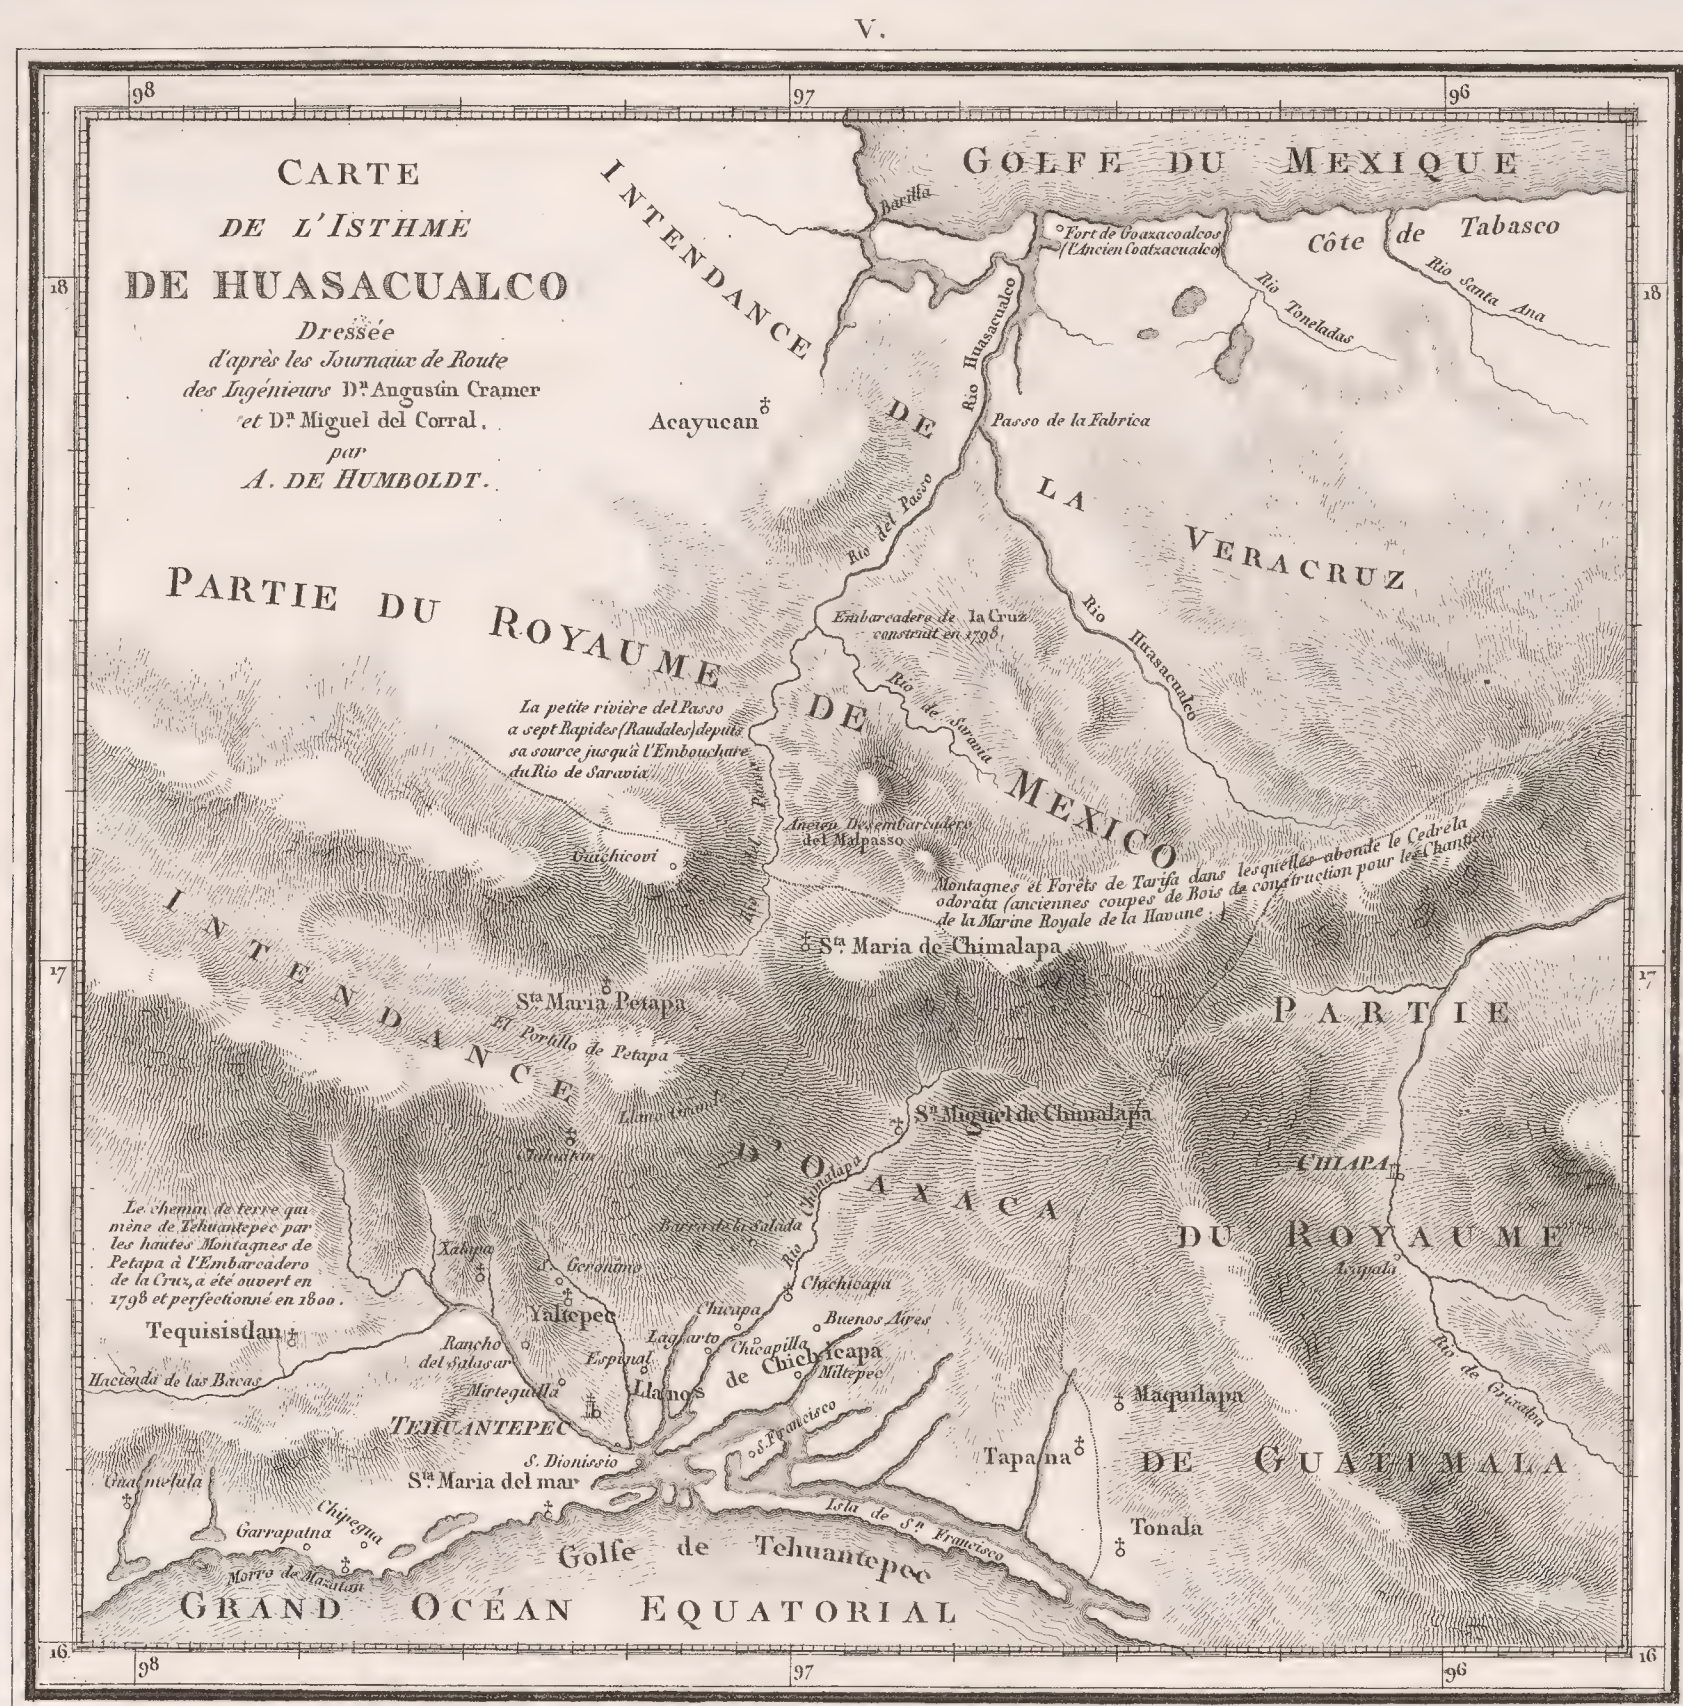 V.
98
97
96
GOLFE DU MEXIQUE
CARTE
DE L'ISTHME
DE HUASACUALCO
Dressée
d'après les Journaux de Route
des Ingénieurs Dn. Augustin Cramer
et Dn. Miguel del Corral.
par
A. DE HUMBOLDT.
INTENDANCE
DE
LA
VERACRUZ
Barilla
Fort de Goazacoalcos
(l'Ancien Coatzacualco)
Côte de Tabasco
Rio Santa Ana
Rio Toneladas
18
18
Rio Huasacualco
Acayucan
Passo de la Fabrica
Rio del Passo
PARTIE DU ROYAUME
DE
MEXICO
Embarcadero de la Cruz
construit en 1798.
Rio Huasacualco
Rio de Saravia
La petite rivière del Passo
a sept Rapides (Raudales) depuis
sa source jusqu'à l'Embouchure
du Rio de Saravia.
Rio del Passo
Ancien Desembarcadero
del Malpasso
Guichicovi
Montagnes et Forêts de Tarifa dans lesquelles abonde le Cedrela
odorata (anciennes coupes de Bois de construction pour les Chantiers
de la Marine Royale de la Havane.)
Sta. Maria de Chimalapa
17
17
INTENDANCE
D'OAXACA
Sta Maria Petapa
El Portillo de Petapa
Llano Grande
PARTIE
DU ROYAUME
DE GUATIMALA
Sn Miguel de Chimalapa
CHIAPA
Rio Chimalapa
Barra de la Salada
Le chemin de terre qui
mène de Tehuantepec par
les hautes Montagnes de
Petapa à l'Embarcadero
de la Cruz, a été ouvert en
1798 et perfectionné en 1800.
Xalapa
S. Geronimo
Chichicapa
Yaltepec
Chicapa
Buenos Aires
Tequisistlan
Rancho
del Salasar
Lagarto
Chicapilla
Espinal
Llanos de Chichicapa
Miltepec
Hacienda de las Bacas
Mirtequilla
Rio de Grixalva
TEHUANTEPEC
S. Francisco
Maquilapa
S. Dionissio
Tapana
Sta. Maria del mar
Chipegua
Garrapatna
Isla de Sn Francisco
Tonala
Morro de Mazatan
Golfe de Tehuantepec
GRAND OCÉAN EQUATORIAL
16
16
98
97
96